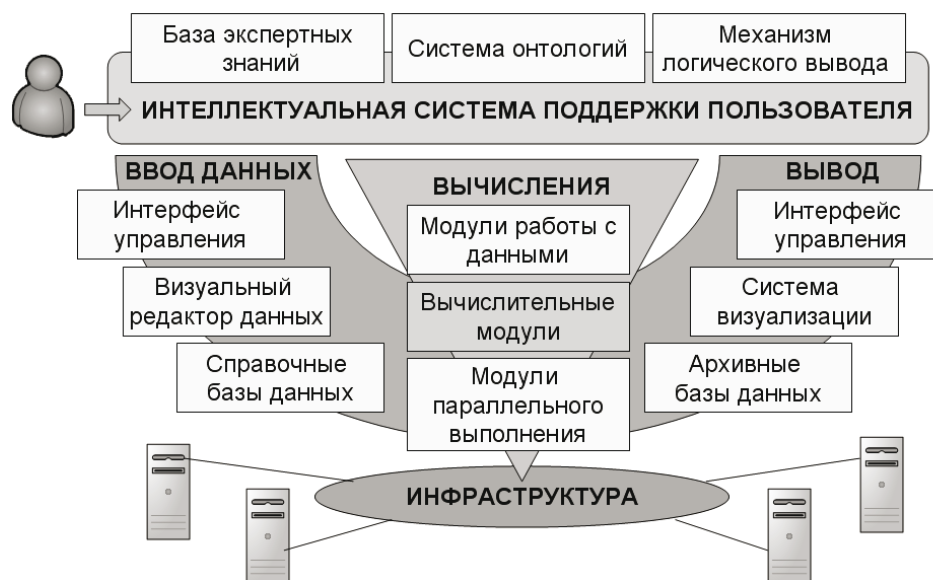 База экспертных
знаний
Система онтологий
Механизм
логического вывода
ИНТЕЛЛЕКТУАЛЬНАЯ СИСТЕМА ПОДДЕРЖКИ ПОЛЬЗОВАТЕЛЯ
ВВОД ДАННЫХ
Интерфейс
управления
Визуальный
редактор данных
Справочные
базы данных
ВЫЧИСЛЕНИЯ
Модули работы с
данными
Вычислительные
модули
Модули
параллельного
выполнения
ВЫВОД
Интерфейс
управления
Система
визуализации
Архивные
базы данных
ИНФРАСТРУКТУРА